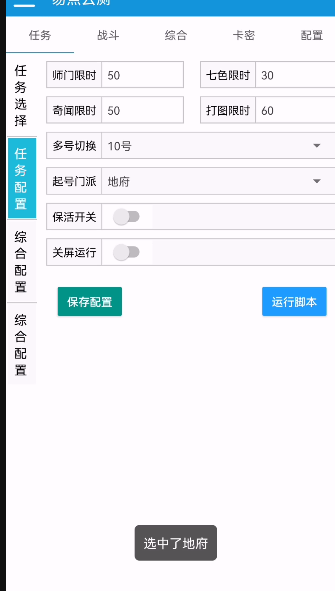 任务 战斗 综合 卡密 配置
任务选择
任务配置
综合配置
综合配置
师门限时 50 七色限时 30
奇闻限时 50 打图限时 60
多号切换 10号
起号门派 地府
保活开关
关屏运行
保存配置 运行脚本
选中了地府